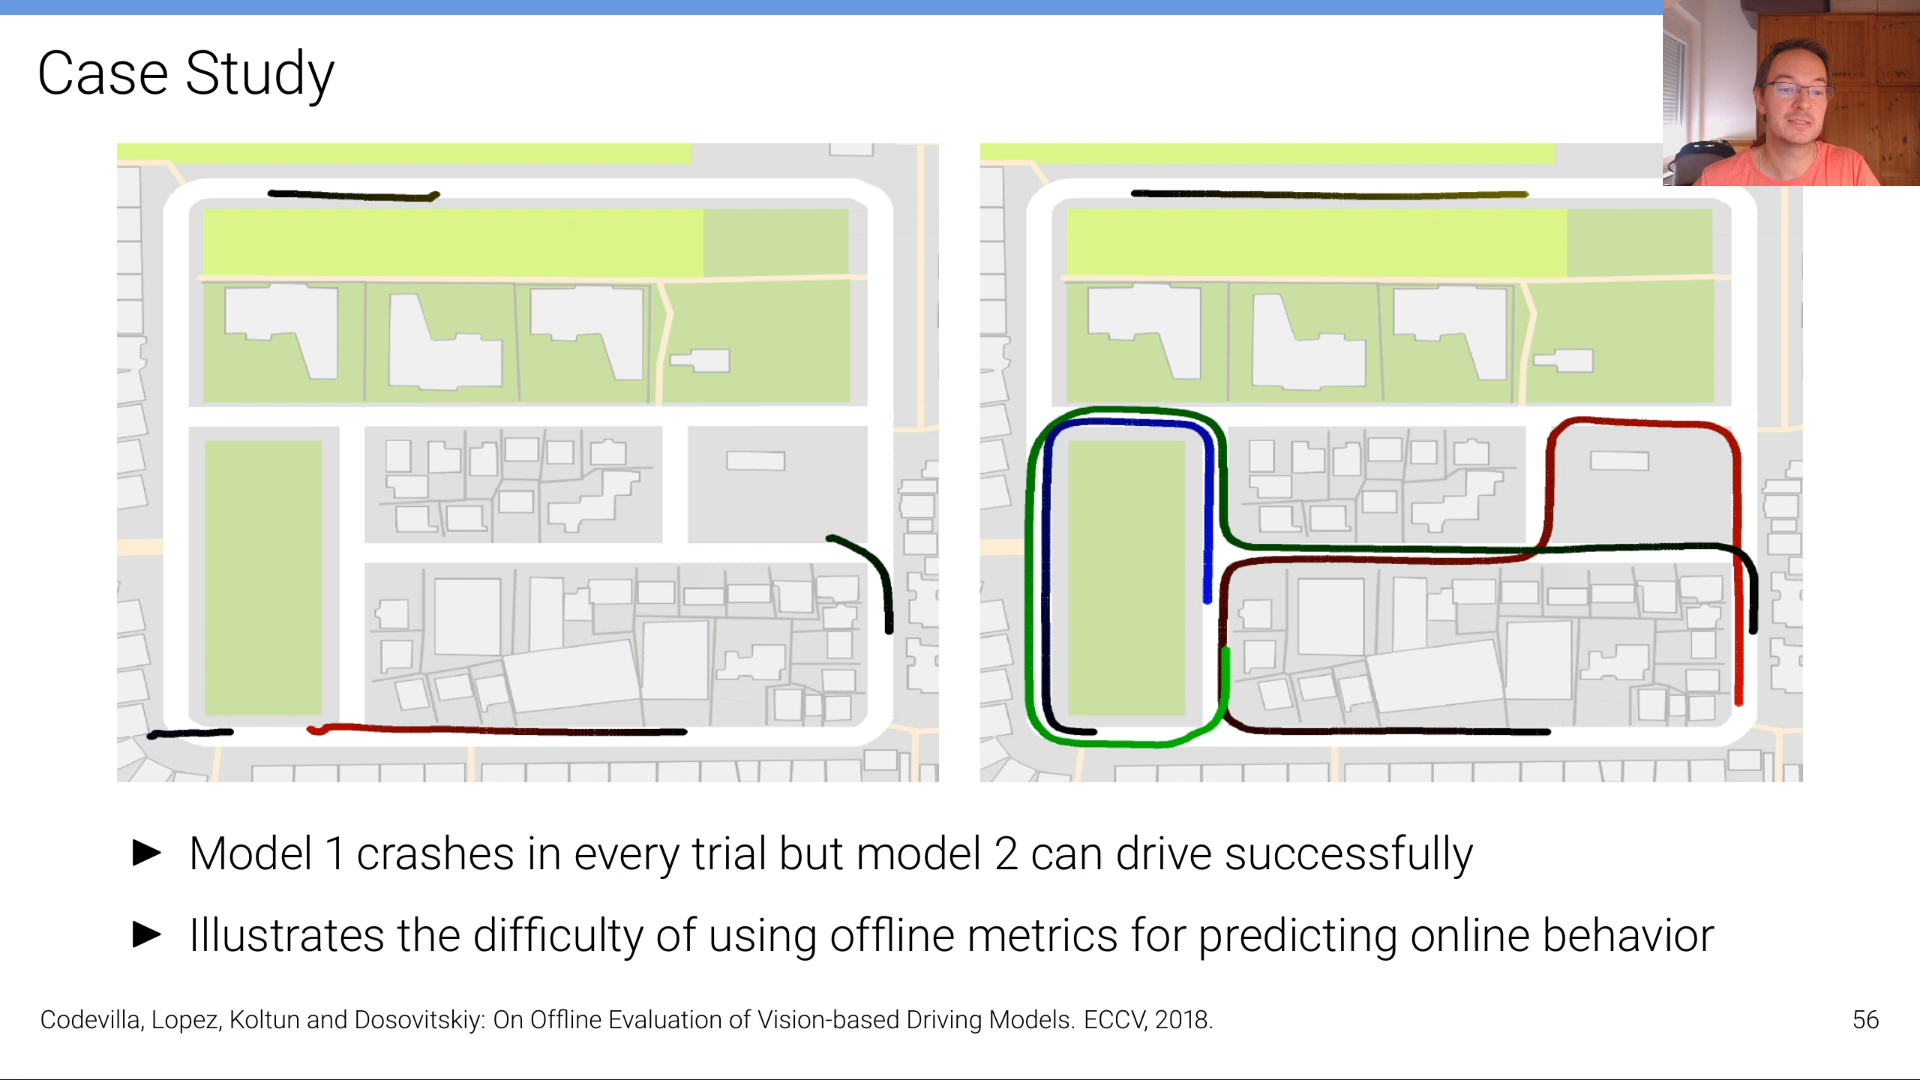 Case Study
► Model 1 crashes in every trial but model 2 can drive successfully
► Illustrates the difficulty of using offline metrics for predicting online behavior
Codevilla, Lopez, Koltun and Dosovitskiy: On Offline Evaluation of Vision-based Driving Models. ECCV, 2018.
56